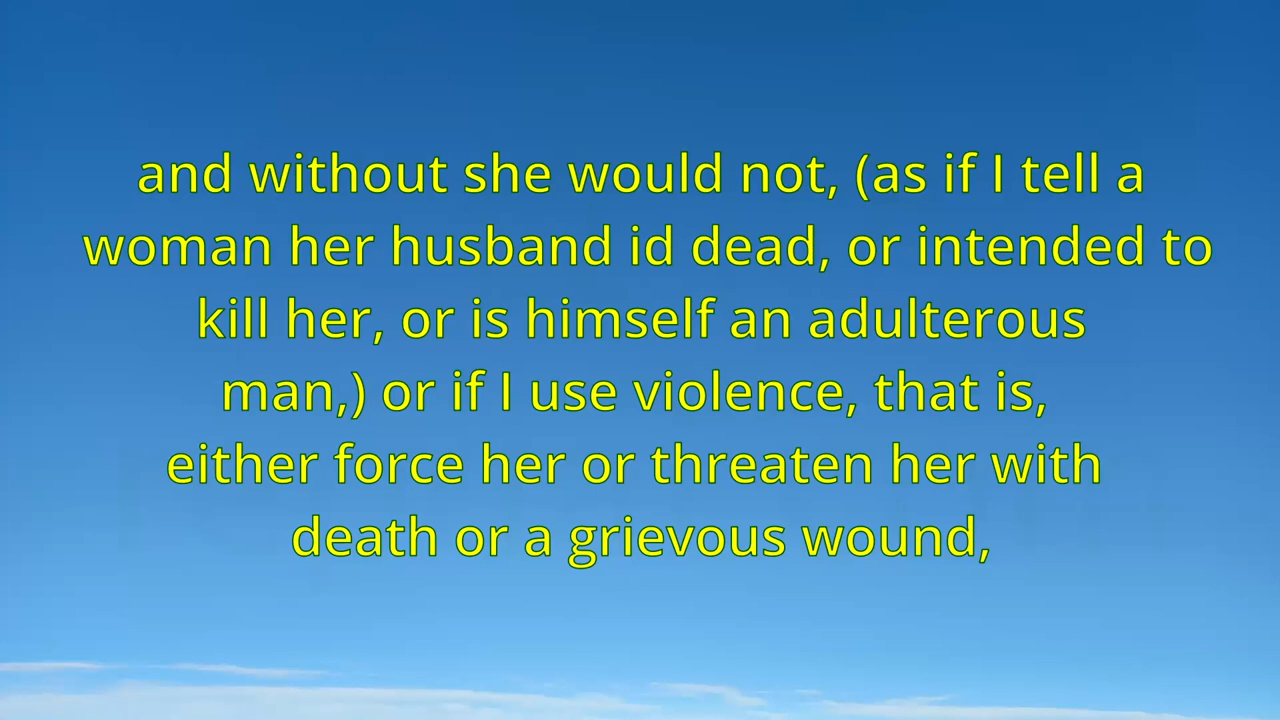 and without she would not, (as if I tell a
woman her husband id dead, or intended to
kill her, or is himself an adulterous
man,) or if I use violence, that is,
either force her or threaten her with
death or a grievous wound,